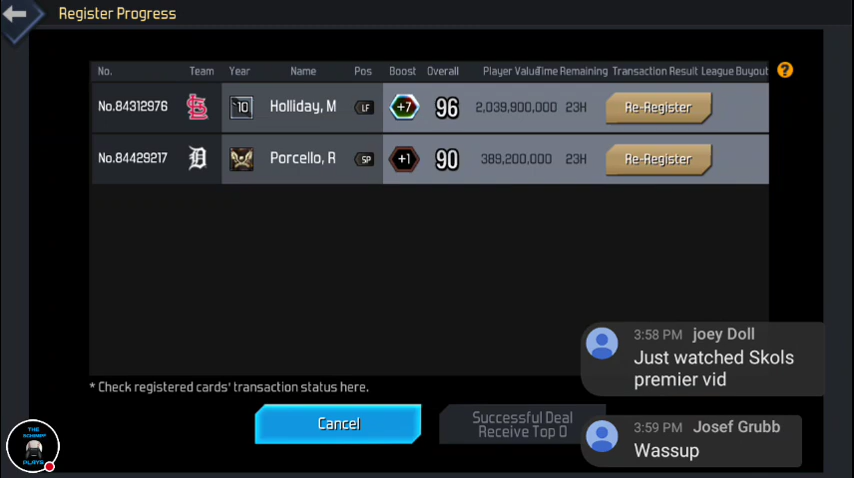 Register Progress
No. Team Year Name Pos Boost Overall Player Value Time Remaining Transaction Result League Buyout ?
No.84312976 '10 Holliday, M LF +7 96 2,039,900,000 23H Re-Register
No.84429217 D Porcello, R SP +1 90 389,200,000 23H Re-Register
3:58 PM joey Doll
Just watched Skols
premier vid
* Check registered cards' transaction status here.
Cancel
Successful Deal
Receive Top 0
3:59 PM Josef Grubb
Wassup
THE
SCHIMPF
PLAYS